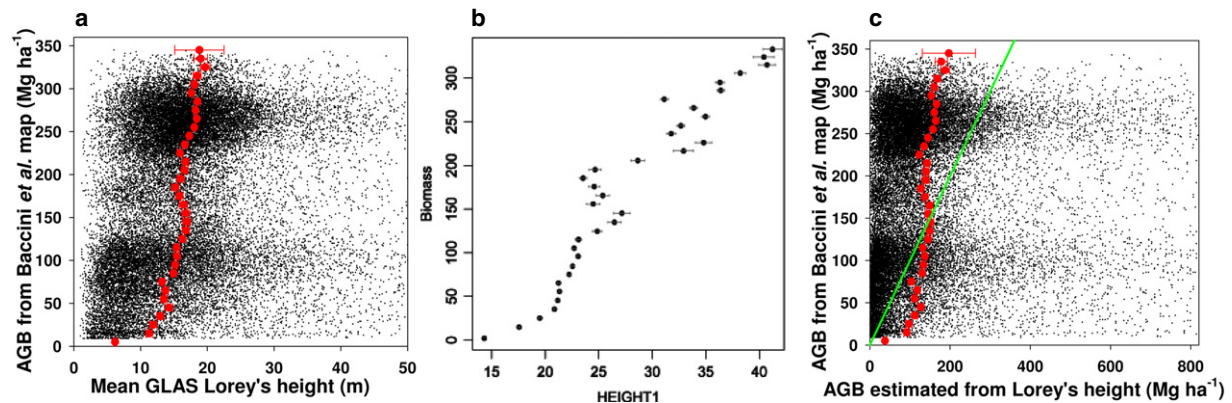 a
AGB from Baccini et al. map (Mg ha⁻¹)
350
300
250
200
150
100
50
0
0 10 20 30 40 50
Mean GLAS Lorey's height (m)
b
Biomass
300
250
200
150
100
50
0
15 20 25 30 35 40
HEIGHT1
c
AGB from Baccini et al. map (Mg ha⁻¹)
350
300
250
200
150
100
50
0
0 200 400 600 800
AGB estimated from Lorey's height (Mg ha⁻¹)